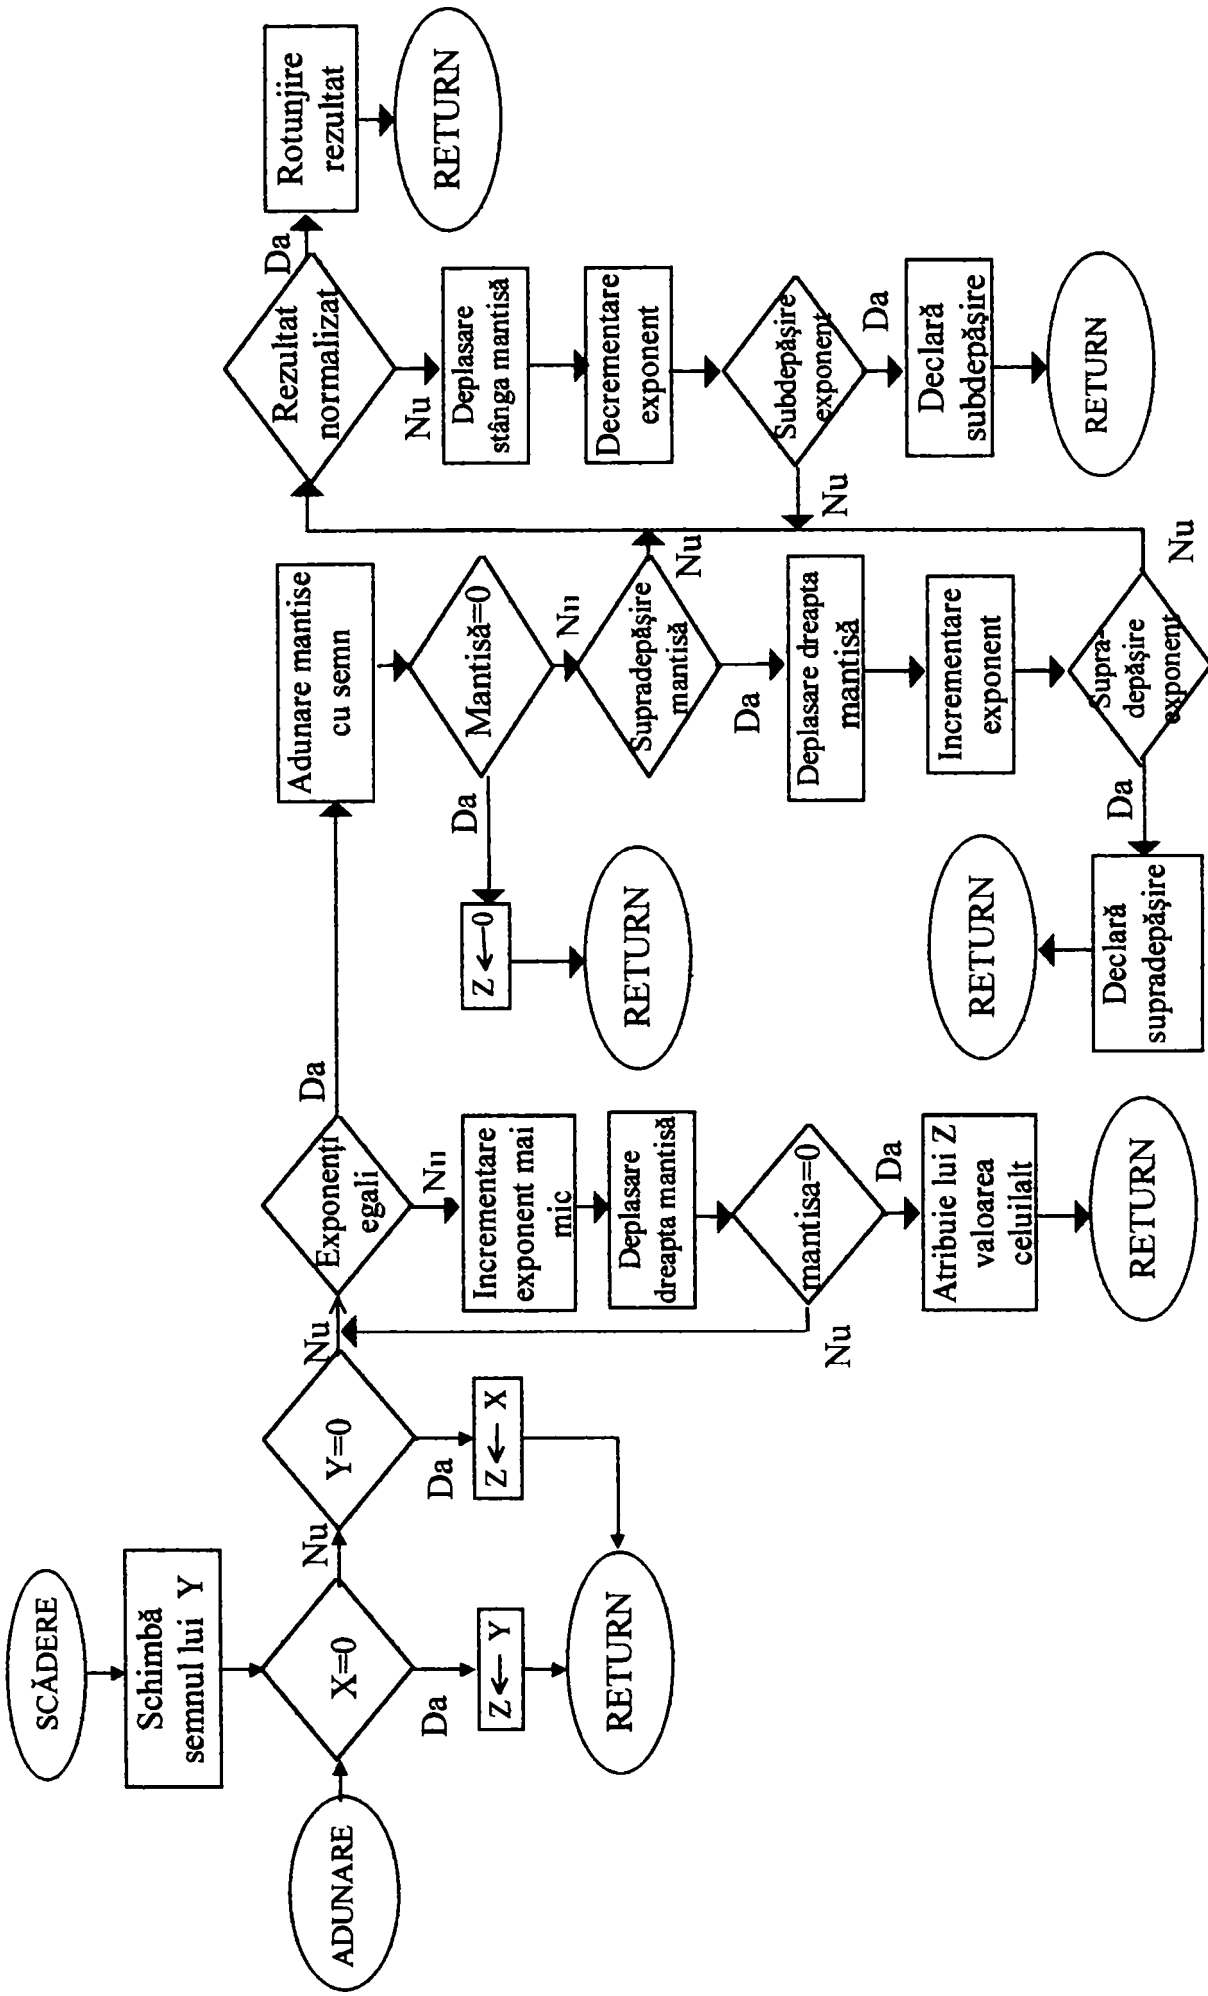 SCĂDERE
Schimbă
semnul lui Y
ADUNARE
X=0
Nu
Da
Z ← Y
RETURN
Y=0
Nu
Da
Z ← X
Exponenți
egali
Da
Nu
Incrementare
exponent mai
mic
Deplasare
dreapta mantisă
mantisa=0
Nu
Da
Atribuie lui Z
valoarea
celuilalt
RETURN
Adunare mantise
cu semn
Mantisă=0
Da
Z ← 0
RETURN
Nu
Supradepășire
mantisă
Nu
Da
Deplasare dreapta
mantisă
Incrementare
exponent
Supra-
depășire
exponent
Da
Declară
supradepășire
RETURN
Nu
Rezultat
normalizat
Da
Rotunjire
rezultat
RETURN
Nu
Deplasare
stânga mantisă
Decrementare
exponent
Subdepășire
exponent
Nu
Da
Declară
subdepășire
RETURN